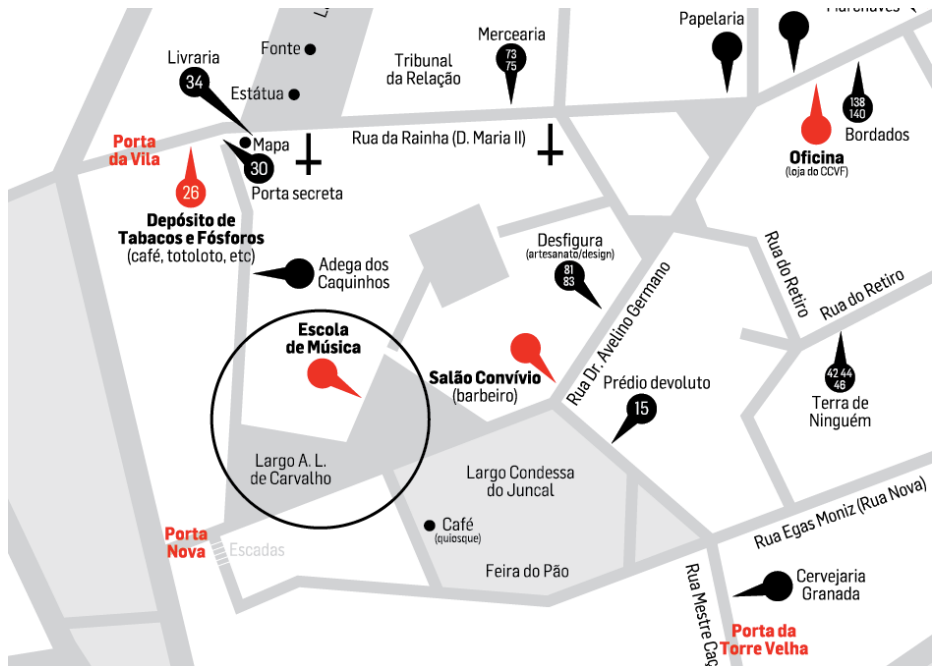 Papelaria
Fonte
Livraria
34
Mercearia
73
75
Tribunal
da Relação
Estátua
138
140
Bordados
Porta
da Vila
Mapa
Rua da Rainha (D. Maria II)
30
Porta secreta
Oficina
(loja do CCVF)
26
Depósito de
Tabacos e Fósforos
(café, totoloto, etc)
Adega dos
Caquinhos
Desfigura
(artesanato/design)
81
83
Rua do Retiro
Rua do Retiro
Rua Dr. Avelino Germano
Escola
de Música
Salão Convívio
(barbeiro)
Prédio devoluto
15
42 44
46
Terra de
Ninguém
Largo A. L.
de Carvalho
Largo Condessa
do Juncal
Porta
Nova
Escadas
Café
(quiosque)
Feira do Pão
Rua Egas Moniz (Rua Nova)
Rua Mestre
Cervejaria
Granada
Porta da
Torre Velha